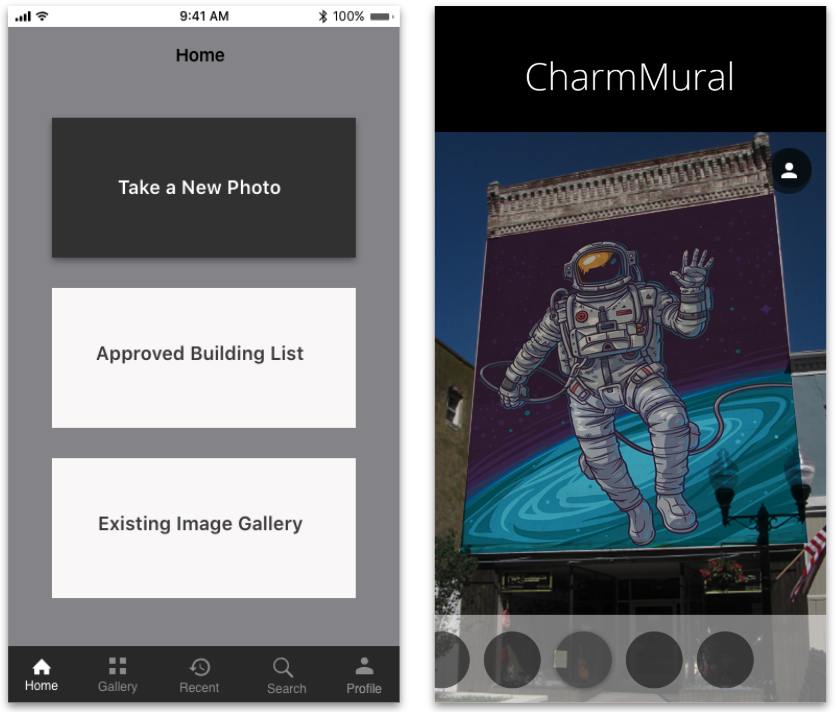 9:41 AM
100%
Home
Take a New Photo
Approved Building List
Existing Image Gallery
Home
Gallery
Recent
Search
Profile
CharmMural